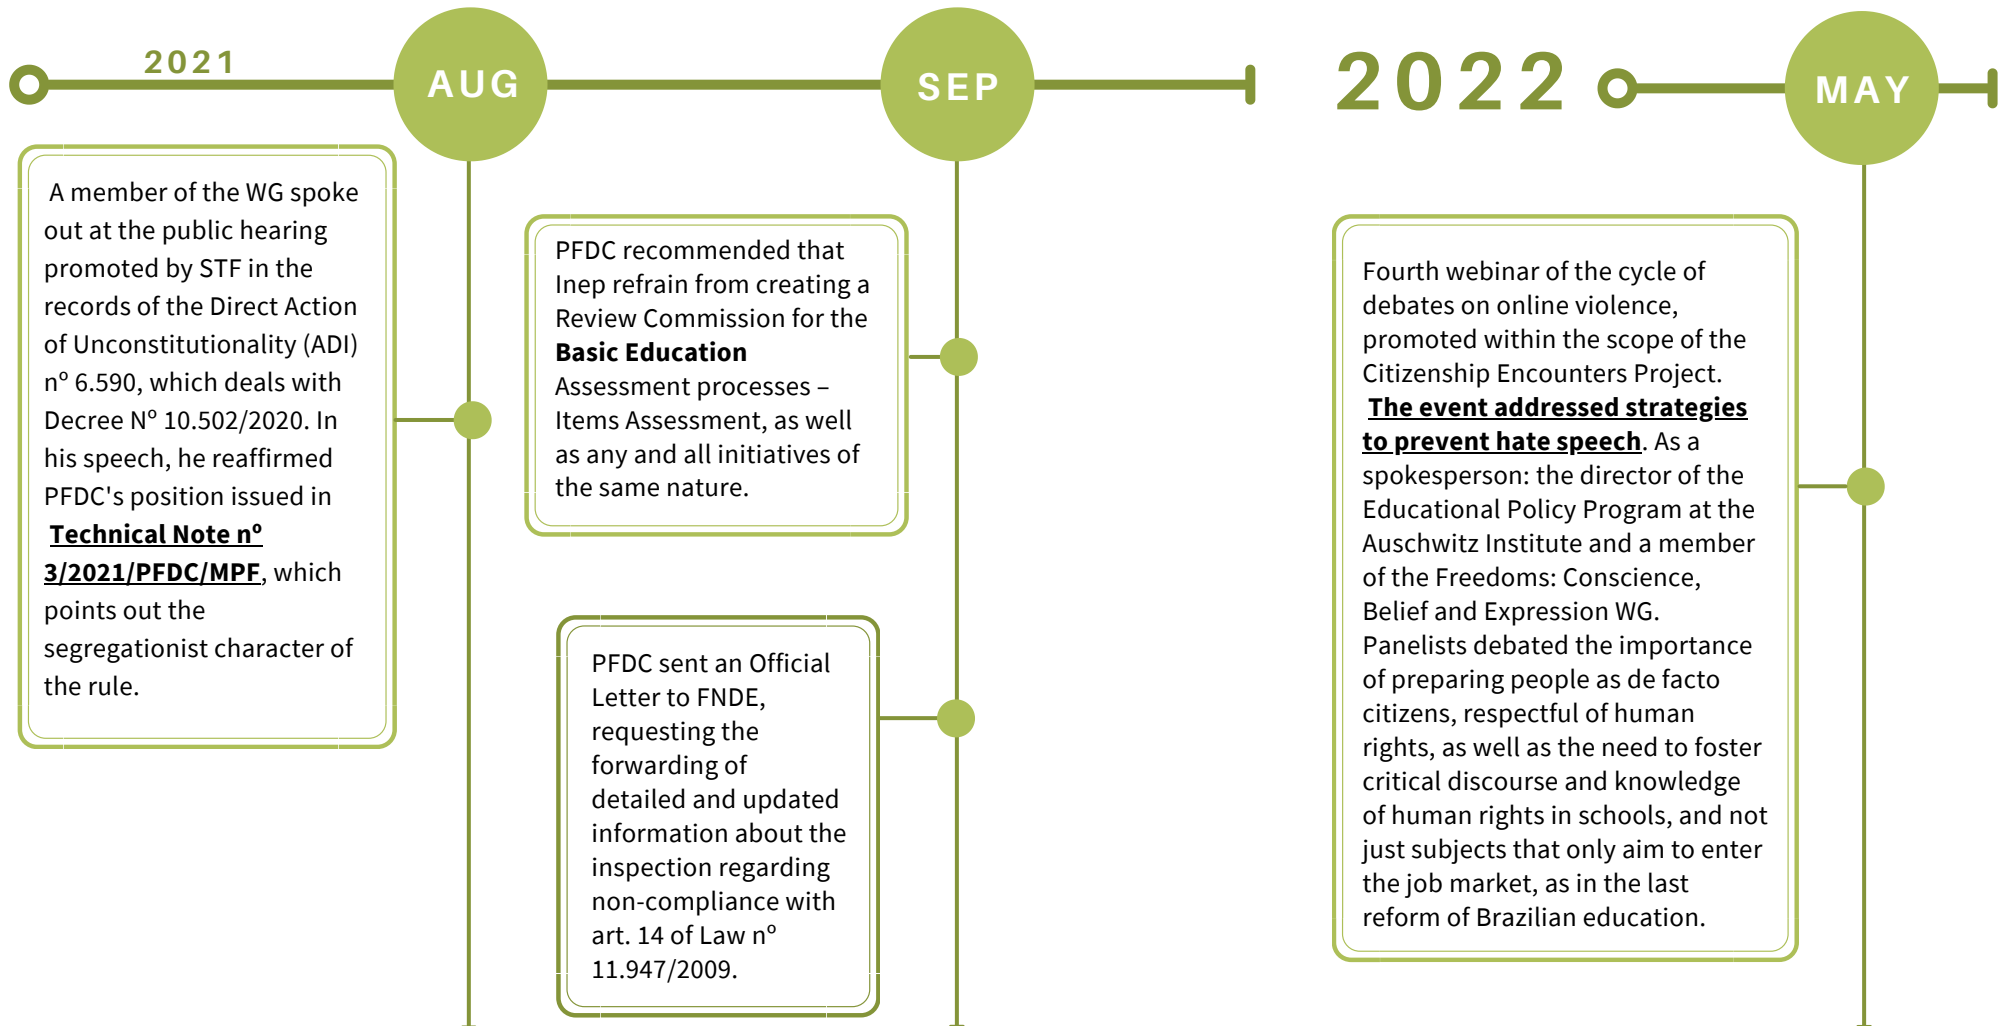 2021
AUG
SEP
A member of the WG spoke
out at the public hearing
promoted by STF in the
records of the Direct Action
of Unconstitutionality (ADI)
nº 6.590, which deals with
Decree Nº 10.502/2020. In
his speech, he reaffirmed
PFDC's position issued in
Technical Note nº
3/2021/PFDC/MPF, which
points out the
segregationist character of
the rule.
PFDC recommended that
Inep refrain from creating a
Review Commission for the
Basic Education
Assessment processes –
Items Assessment, as well
as any and all initiatives of
the same nature.
PFDC sent an Official
Letter to FNDE,
requesting the
forwarding of
detailed and updated
information about the
inspection regarding
non-compliance with
art. 14 of Law nº
11.947/2009.
2022
MAY
Fourth webinar of the cycle of
debates on online violence,
promoted within the scope of the
Citizenship Encounters Project.
The event addressed strategies
to prevent hate speech. As a
spokesperson: the director of the
Educational Policy Program at the
Auschwitz Institute and a member
of the Freedoms: Conscience,
Belief and Expression WG.
Panelists debated the importance
of preparing people as de facto
citizens, respectful of human
rights, as well as the need to foster
critical discourse and knowledge
of human rights in schools, and not
just subjects that only aim to enter
the job market, as in the last
reform of Brazilian education.